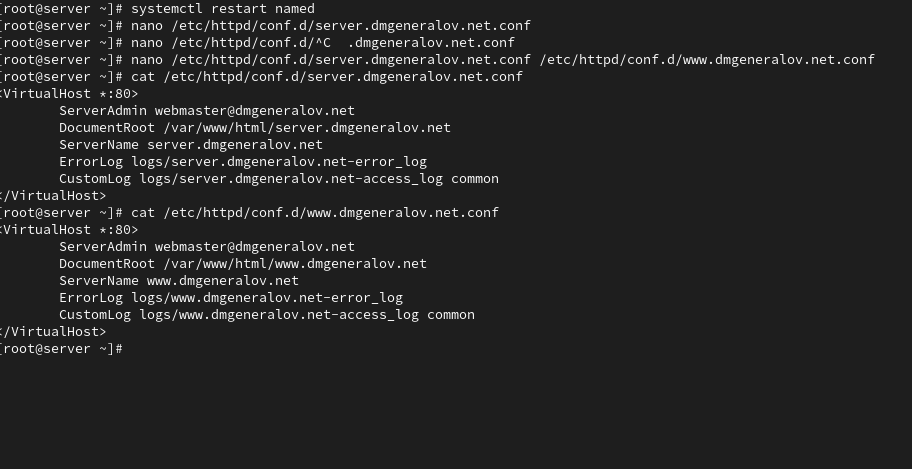 [root@server ~]# systemctl restart named
[root@server ~]# nano /etc/httpd/conf.d/server.dmgeneralov.net.conf
[root@server ~]# nano /etc/httpd/conf.d/^C  .dmgeneralov.net.conf
[root@server ~]# nano /etc/httpd/conf.d/server.dmgeneralov.net.conf /etc/httpd/conf.d/www.dmgeneralov.net.conf
[root@server ~]# cat /etc/httpd/conf.d/server.dmgeneralov.net.conf
<VirtualHost *:80>
       ServerAdmin webmaster@dmgeneralov.net
       DocumentRoot /var/www/html/server.dmgeneralov.net
       ServerName server.dmgeneralov.net
       ErrorLog logs/server.dmgeneralov.net-error_log
       CustomLog logs/server.dmgeneralov.net-access_log common
</VirtualHost>
[root@server ~]# cat /etc/httpd/conf.d/www.dmgeneralov.net.conf
<VirtualHost *:80>
       ServerAdmin webmaster@dmgeneralov.net
       DocumentRoot /var/www/html/www.dmgeneralov.net
       ServerName www.dmgeneralov.net
       ErrorLog logs/www.dmgeneralov.net-error_log
       CustomLog logs/www.dmgeneralov.net-access_log common
</VirtualHost>
[root@server ~]#